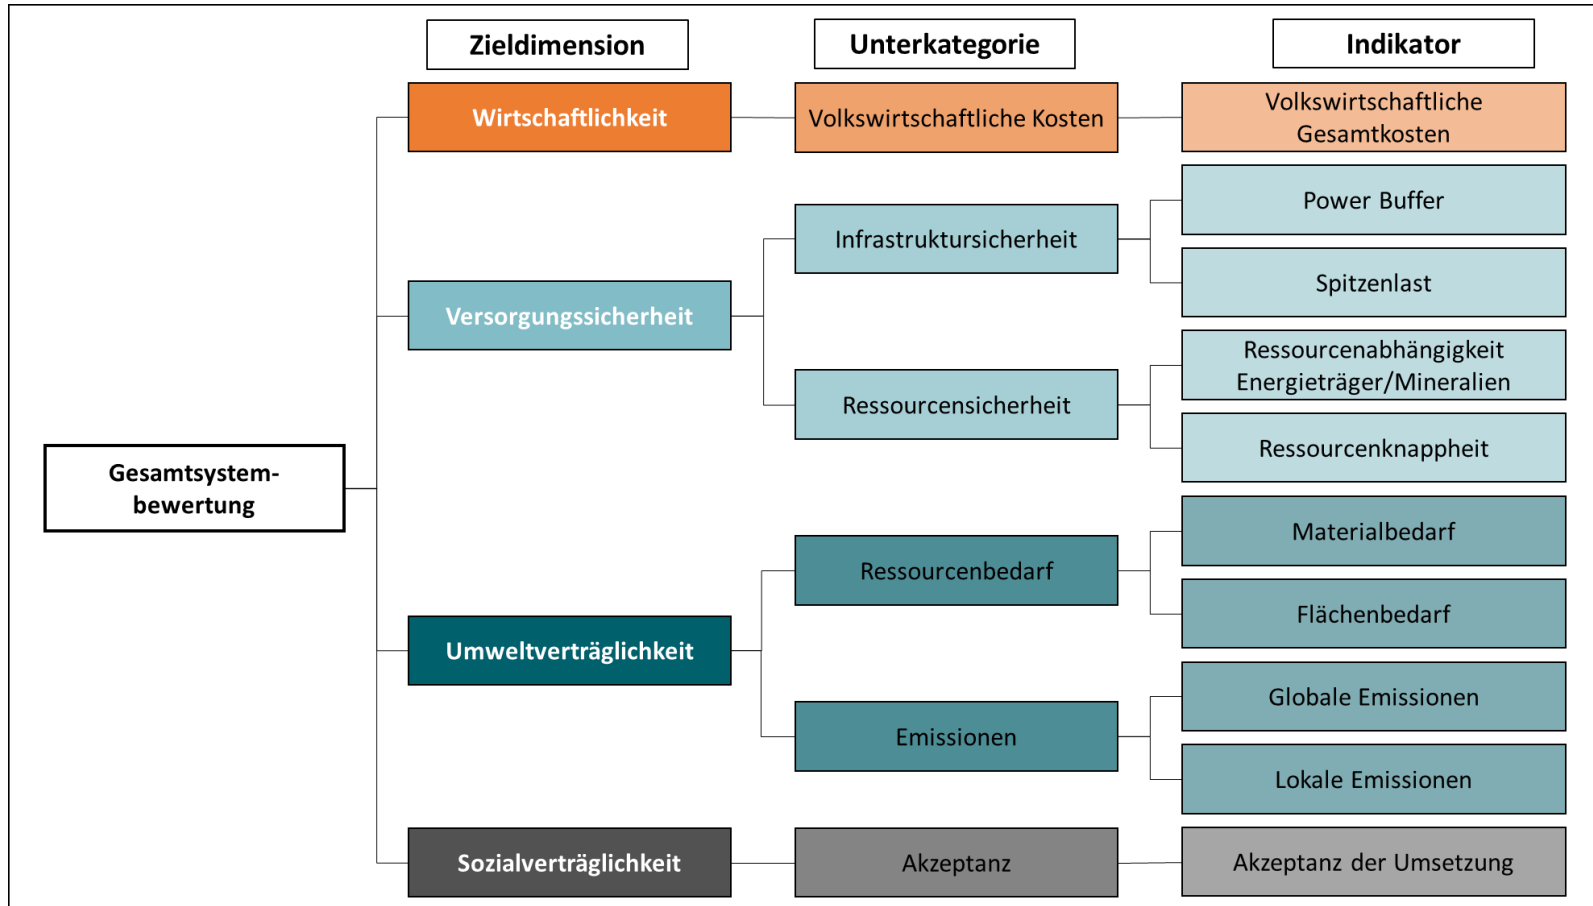 Zieldimension
Unterkategorie
Indikator
Gesamtsystem-
bewertung
Wirtschaftlichkeit
Volkswirtschaftliche Kosten
Volkswirtschaftliche
Gesamtkosten
Versorgungssicherheit
Infrastruktursicherheit
Power Buffer
Spitzenlast
Ressourcensicherheit
Ressourcenabhängigkeit
Energieträger/Mineralien
Ressourcenknappheit
Umweltverträglichkeit
Ressourcenbedarf
Materialbedarf
Flächenbedarf
Emissionen
Globale Emissionen
Lokale Emissionen
Sozialverträglichkeit
Akzeptanz
Akzeptanz der Umsetzung